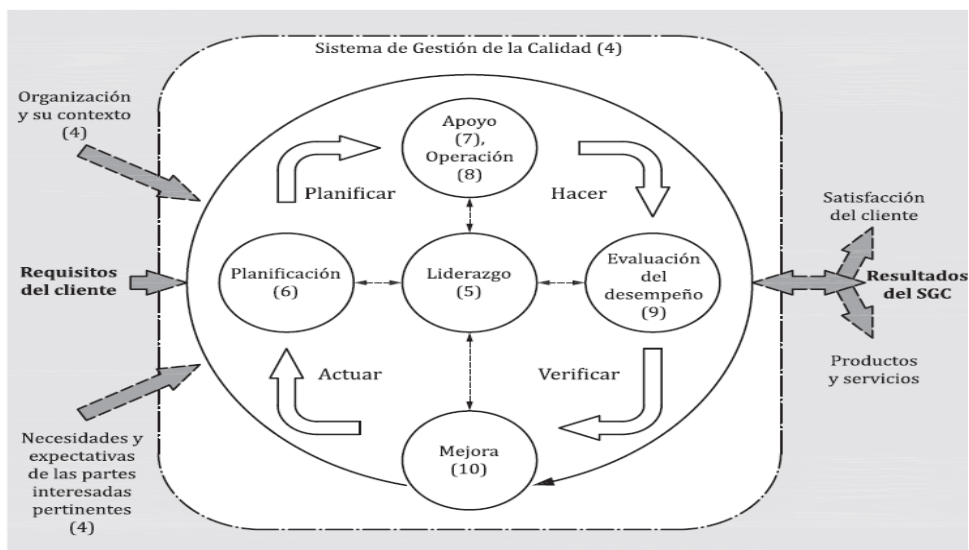 Sistema de Gestión de la Calidad (4)
Organización
y su contexto
(4)
Requisitos
del cliente
Necesidades y
expectativas
de las partes
interesadas
pertinentes
(4)
Apoyo
(7),
Operación
(8)
Planificar
Hacer
Planificación
(6)
Liderazgo
(5)
Evaluación
del
desempeño
(9)
Actuar
Verificar
Mejora
(10)
Satisfacción
del cliente
Resultados
del SGC
Productos
y servicios